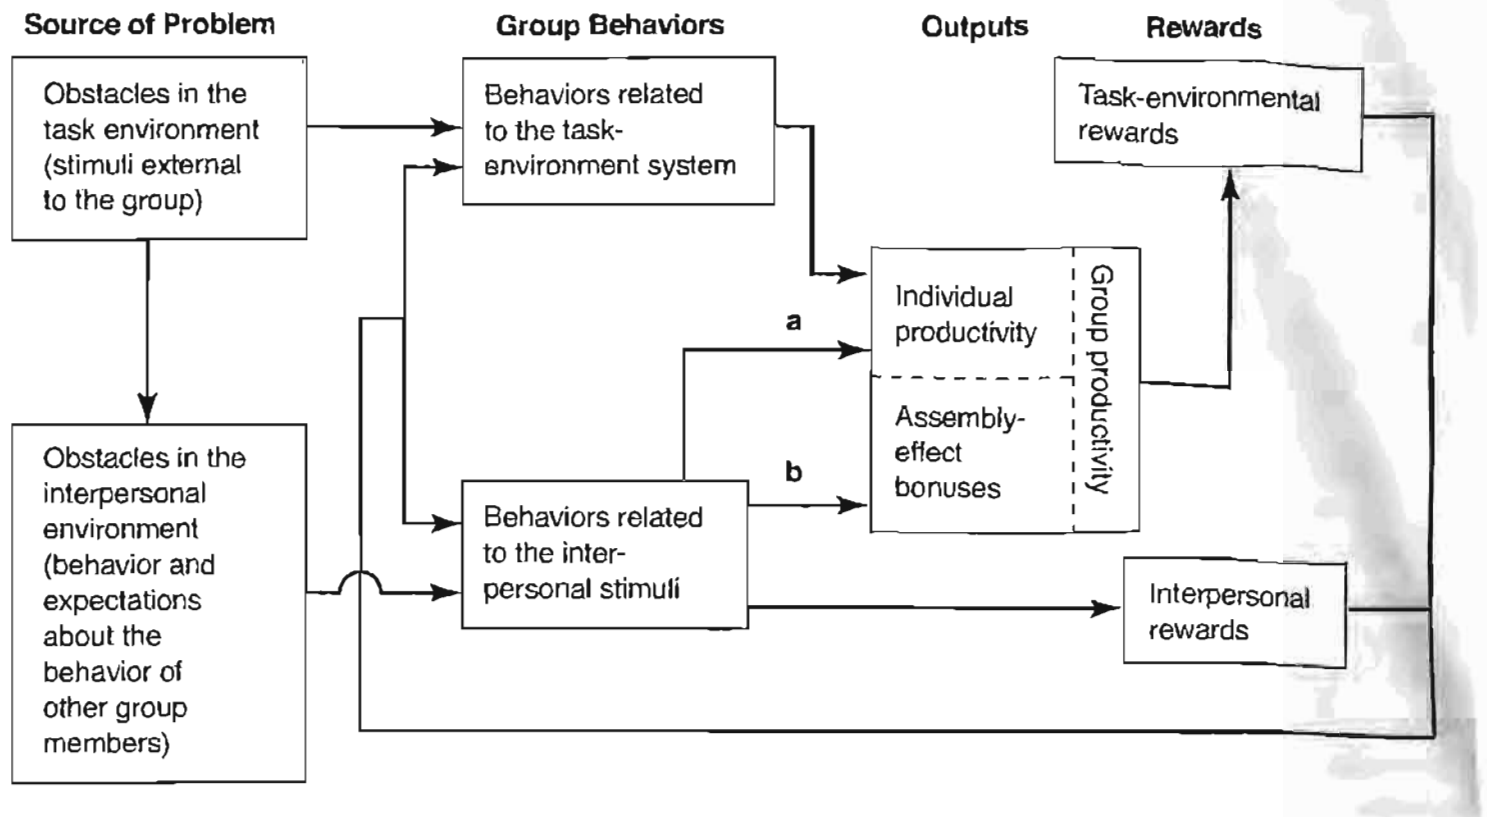 Source of Problem
Group Behaviors
Outputs
Rewards
Obstacles in the
task environment
(stimuli external
to the group)
Behaviors related
to the task-
environment system
Task-environmental
rewards
Individual
productivity
Assembly-
effect
bonuses
Group productivity
a
b
Obstacles in the
interpersonal
environment
(behavior and
expectations
about the
behavior of
other group
members)
Behaviors related
to the inter-
personal stimuli
Interpersonal
rewards